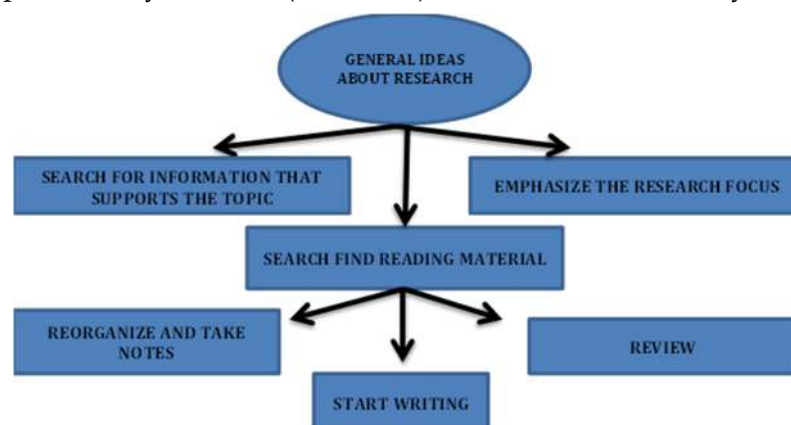 GENERAL IDEAS
ABOUT RESEARCH
SEARCH FOR INFORMATION THAT
SUPPORTS THE TOPIC
EMPHASIZE THE RESEARCH FOCUS
SEARCH FIND READING MATERIAL
REORGANIZE AND TAKE
NOTES
REVIEW
START WRITING